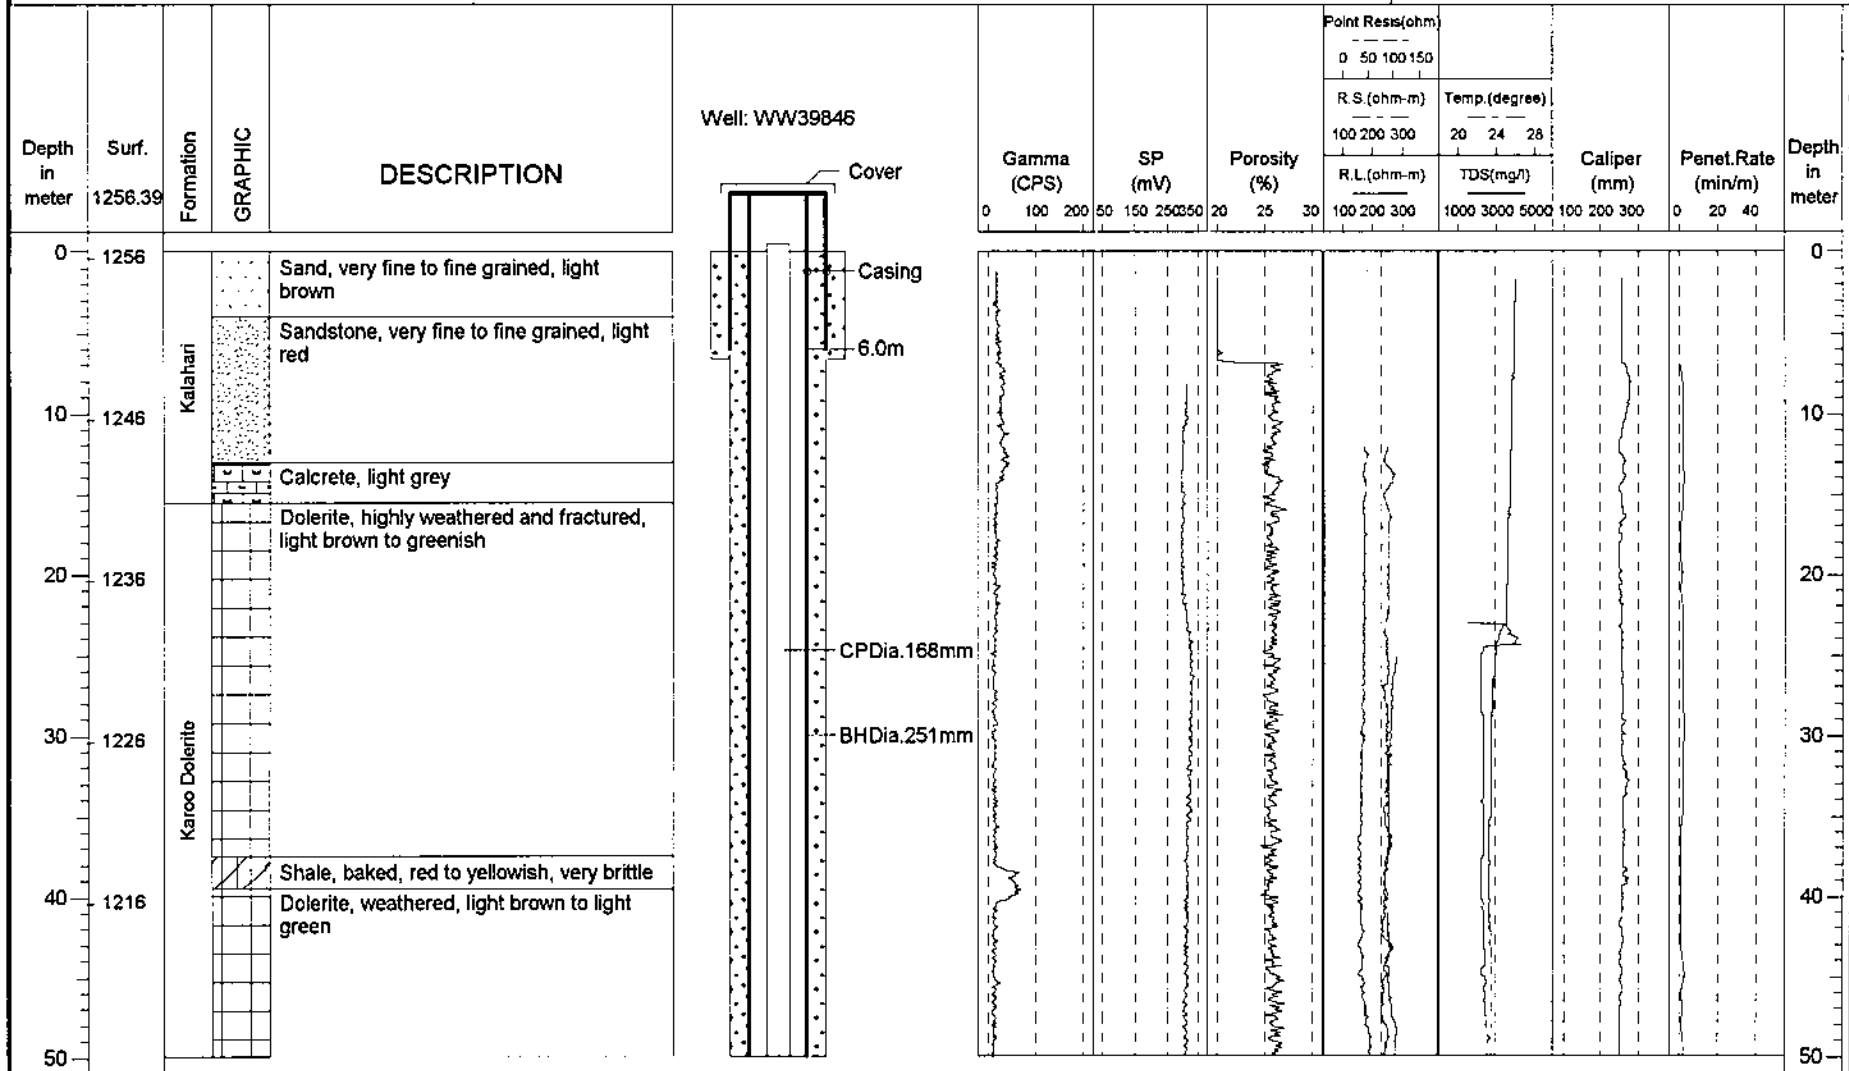 Depth
in
meter
Surf.
1256.39
Formation
GRAPHIC
DESCRIPTION
Well: WW39846
Cover
Gamma
(CPS)
0 100 200
SP
(mV)
50 150 250 350
Porosity
(%)
20 25 30
Point Resis(ohm)
0 50 100 150
R.S.(ohm-m)
100 200 300
R.L.(ohm-m)
100 200 300
Temp.(degree)
20 24 28
TDS(mg/l)
1000 3000 5000
Caliper
(mm)
100 200 300
Penet.Rate
(min/m)
0 20 40
Depth
in
meter
0
1256
Sand, very fine to fine grained, light
brown
Casing
0
Sandstone, very fine to fine grained, light
red
6.0m
Kalahari
10
1246
10
Calcrete, light grey
Dolerite, highly weathered and fractured,
light brown to greenish
20
1236
20
CPDia.168mm
30
1226
BHDia.251mm
30
Karoo Dolerite
Shale, baked, red to yellowish, very brittle
40
1216
Dolerite, weathered, light brown to light
green
40
50
50